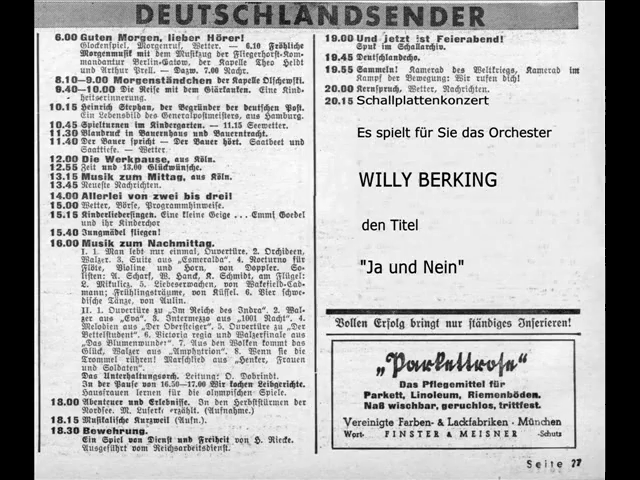 DEUTSCHLANDSENDER
6.00 Guten Morgen, lieber Hörer!
Glockenspiel, Morgenruf, Wetter. — 6.10 Fröhliche
Morgenmusik mit dem Musikzug der Fliegerhorst-Kom-
mandantur Berlin-Gatow, der Kapelle Theo Heldt
und Arthur Prell. — Dazw. 7.00 Nachr.
8.10—9.00 Morgenständchen der Kapelle Olschewski.
9.40—10.00 Die Reise mit dem Giärkauken. Eine Kind-
heitserinnerung.
10.15 Heinrich Stephan, der Begründer der deutschen Post.
Ein Lebensbild des Generalpostmeisters, aus Hamburg.
10.45 Spielturnen im Kindergarten. — 11.15 Seewetter.
11.30 Blaudruck in Bauernhaus und Bauerntracht.
11.40 Der Bauer spricht — Der Bauer hört. Saatbeet und
Saattiefe. — Wetter.
12.00 Die Werkpause, aus Köln.
12.55 Zeit und 13.00 Glückwünsche.
13.15 Musik zum Mittag, aus Köln.
13.45 Neueste Nachrichten.
14.00 Allerlei von zwei bis drei!
15.00 Wetter, Börse, Programmhinweise.
15.15 Kinderliedersingen. Eine kleine Geige ... Emmi Goedel
und ihr Kinderchor
15.40 Jungmädel fliegen!
16.00 Musik zum Nachmittag.
I. 1. Man lebt nur einmal, Ouvertüre. 2. Orchideen,
Walzer. 3. Suite aus „Esmeralda“. 4. Notturno für
Flöte, Violine und Horn, von Doppler. So-
listen: A. Scharf, W. Hand, K. Schmidt, am Flügel:
L. Mikulicz. 5. Liebeserwachen, von Wakefield-Cad-
mann; Frühlingsträume, von Küssel. 6. Vier schwe-
dische Tänze, von Aulin.
II. 1. Ouvertüre zu „Im Reiche des Indra“. 2. Wal-
zer aus „Eva“. 3. Intermezzo aus „1001 Nacht“. 4.
Melodien aus „Der Obersteiger“. 5. Ouvertüre zu „Der
Bettelstudent“. 6. Victoria regia und Walzerfinale aus
„Das Blumenwunder“. 7. Aus den Wolken kommt das
Glück, Walzer aus „Amphytrion“. 8. Wenn sie die
Trommel rühren! Marschlied aus „Henker, Frauen
und Soldaten“.
Das Unterhaltungsorch. Leitung: O. Dobrindt.
In der Pause von 16.50—17.00 Wir kochen Leibgerichte.
Hausfrauen lernen für die olympischen Spiele.
18.00 Abenteuer und Erlebnisse. In den Herbststürmen der
Nordsee. M. Luserke erzählt. (Aufnahme.)
18.15 Musikalische Kurzweil (Aufn.).
18.30 Bewehrung.
Ein Spiel von Dienst und Freiheit von H. Riecke.
Ausgeführt vom Reichsarbeitsdienst.
19.00 Und jetzt ist Feierabend!
Spuk im Schallarchiv.
19.45 Deutschlandecho.
19.55 Sammeln! Kamerad des Weltkriegs, Kamerad im
Kampf der Bewegung: Wir rufen dich!
20.00 Kernspruch, Wetter, Nachrichten.
20.15 Schallplattenkonzert
Es spielt für Sie das Orchester
WILLY BERKING
den Titel
"Ja und Nein"
Vollen Erfolg bringt nur ständiges Inserieren!
„Parkettrose“
Das Pflegemittel für
Parkett, Linoleum, Riemenböden.
Naß wischbar, geruchlos, trittfest.
Vereinigte Farben- & Lackfabriken · München
Wort- FINSTER & MEISNER -Schutz
Seite 27